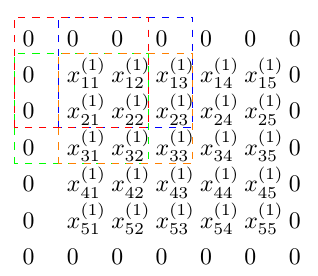 0 0 0 0 0 0 0
0 x_{11}^{(1)} x_{12}^{(1)} x_{13}^{(1)} x_{14}^{(1)} x_{15}^{(1)} 0
0 x_{21}^{(1)} x_{22}^{(1)} x_{23}^{(1)} x_{24}^{(1)} x_{25}^{(1)} 0
0 x_{31}^{(1)} x_{32}^{(1)} x_{33}^{(1)} x_{34}^{(1)} x_{35}^{(1)} 0
0 x_{41}^{(1)} x_{42}^{(1)} x_{43}^{(1)} x_{44}^{(1)} x_{45}^{(1)} 0
0 x_{51}^{(1)} x_{52}^{(1)} x_{53}^{(1)} x_{54}^{(1)} x_{55}^{(1)} 0
0 0 0 0 0 0 0